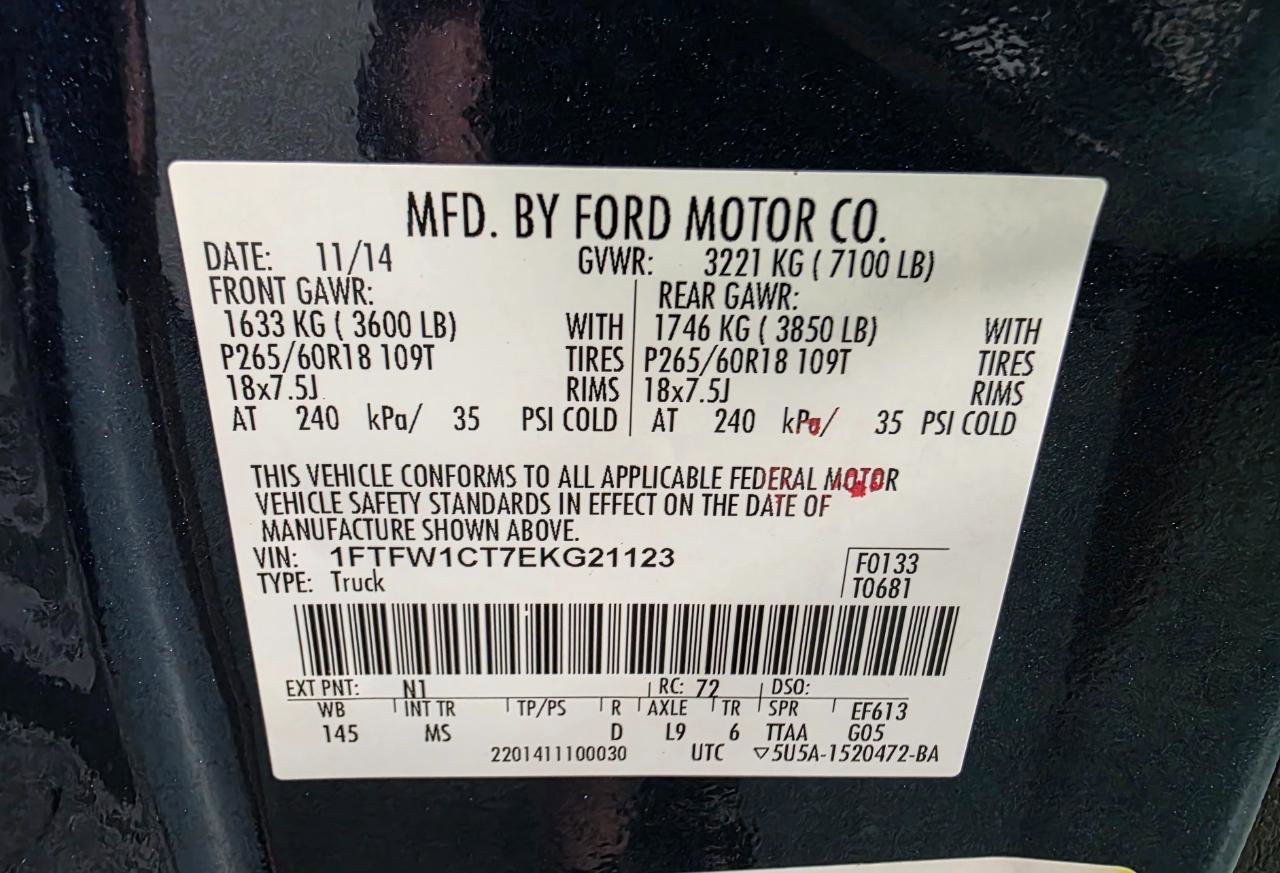 MFD. BY FORD MOTOR CO.
DATE: 11/14 GVWR: 3221 KG ( 7100 LB)
FRONT GAWR: REAR GAWR:
1633 KG ( 3600 LB) WITH 1746 KG ( 3850 LB) WITH
P265/60R18 109T TIRES P265/60R18 109T TIRES
18x7.5J RIMS 18x7.5J RIMS
AT 240 kPa/ 35 PSI COLD AT 240 kPa/ 35 PSI COLD
THIS VEHICLE CONFORMS TO ALL APPLICABLE FEDERAL MOTOR
VEHICLE SAFETY STANDARDS IN EFFECT ON THE DATE OF
MANUFACTURE SHOWN ABOVE.
VIN: 1FTFW1CT7EKG21123 F0133
TYPE: Truck T0681
EXT PNT: N1 RC: 72 DSO:
WB INT TR TP/PS R AXLE TR SPR EF613
145 MS D L9 6 TTAA G05
2201411100030 UTC ▽5U5A-1520472-BA